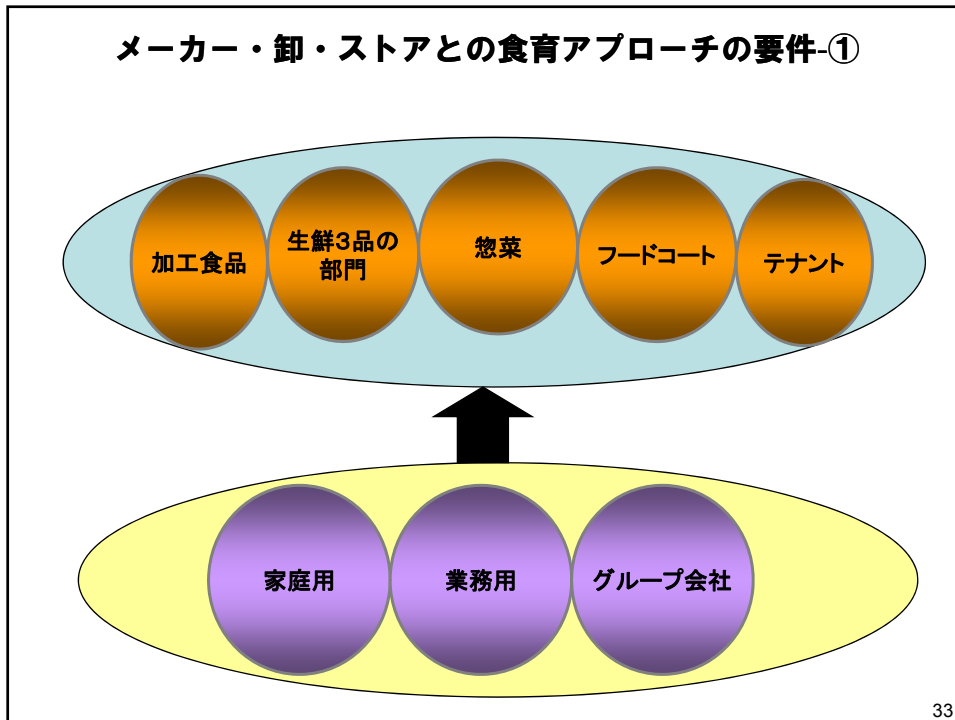 メーカー・卸・ストアとの食育アプローチの要件-①
加工食品
生鮮３品の
部門
惣菜
フードコート
テナント
家庭用
業務用
グループ会社
33